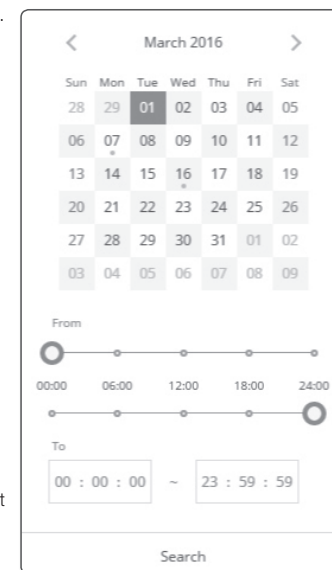 .
March 2016
Sun Mon Tue Wed Thu Fri Sat
28 29 01 02 03 04 05
06 07 08 09 10 11 12
13 14 15 16 17 18 19
20 21 22 23 24 25 26
27 28 29 30 31 01 02
03 04 05 06 07 08 09
From
00:00 06:00 12:00 18:00 24:00
To
00 : 00 : 00 ~ 23 : 59 : 59
t
Search